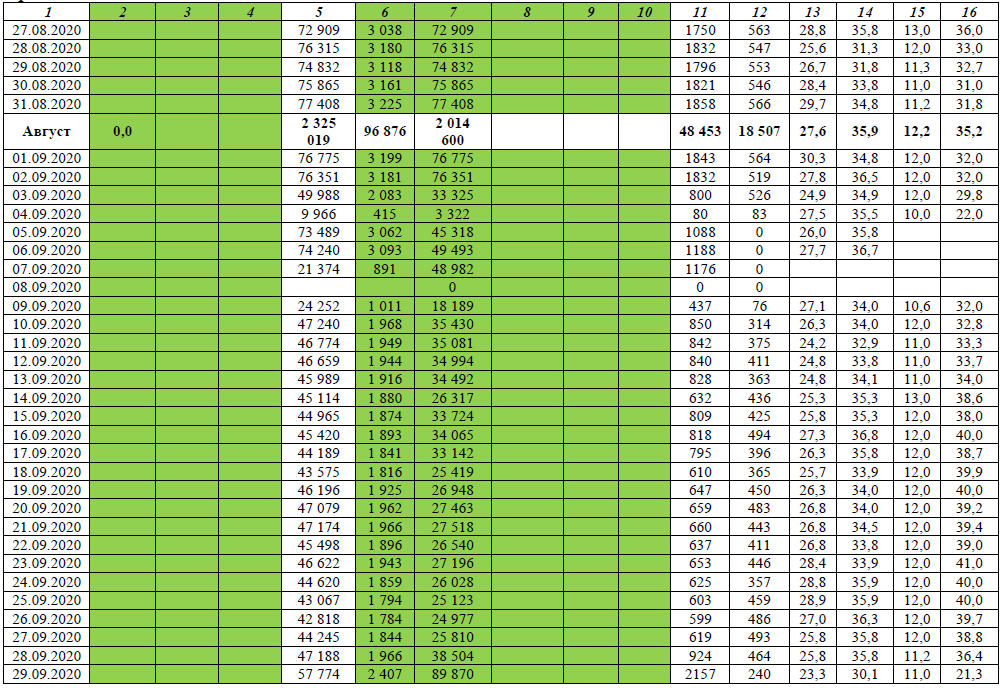 1 2 3 4 5 6 7 8 9 10 11 12 13 14 15 16
27.08.2020 72 909 3 038 72 909 1750 563 28,8 35,8 13,0 36,0
28.08.2020 76 315 3 180 76 315 1832 547 25,6 31,3 12,0 33,0
29.08.2020 74 832 3 118 74 832 1796 553 26,7 31,8 11,3 32,7
30.08.2020 75 865 3 161 75 865 1821 546 28,4 33,8 11,0 31,0
31.08.2020 77 408 3 225 77 408 1858 566 29,7 34,8 11,2 31,8
Август 0,0 2 325 019 96 876 2 014 600 48 453 18 507 27,6 35,9 12,2 35,2
01.09.2020 76 775 3 199 76 775 1843 564 30,3 34,8 12,0 32,0
02.09.2020 76 351 3 181 76 351 1832 519 27,8 36,5 12,0 32,0
03.09.2020 49 988 2 083 33 325 800 526 24,9 34,9 12,0 29,8
04.09.2020 9 966 415 3 322 80 83 27,5 35,5 10,0 22,0
05.09.2020 73 489 3 062 45 318 1088 0 26,0 35,8
06.09.2020 74 240 3 093 49 493 1188 0 27,7 36,7
07.09.2020 21 374 891 48 982 1176 0
08.09.2020 0 0 0
09.09.2020 24 252 1 011 18 189 437 76 27,1 34,0 10,6 32,0
10.09.2020 47 240 1 968 35 430 850 314 26,3 34,0 12,0 32,8
11.09.2020 46 774 1 949 35 081 842 375 24,2 32,9 11,0 33,3
12.09.2020 46 659 1 944 34 994 840 411 24,8 33,8 11,0 33,7
13.09.2020 45 989 1 916 34 492 828 363 24,8 34,1 11,0 34,0
14.09.2020 45 114 1 880 26 317 632 436 25,3 35,3 13,0 38,6
15.09.2020 44 965 1 874 33 724 809 425 25,8 35,3 12,0 38,0
16.09.2020 45 420 1 893 34 065 818 494 27,3 36,8 12,0 40,0
17.09.2020 44 189 1 841 33 142 795 396 26,3 35,8 12,0 38,7
18.09.2020 43 575 1 816 25 419 610 365 25,7 33,9 12,0 39,9
19.09.2020 46 196 1 925 26 948 647 450 26,3 34,0 12,0 40,0
20.09.2020 47 079 1 962 27 463 659 483 26,8 34,0 12,0 39,2
21.09.2020 47 174 1 966 27 518 660 443 26,8 34,5 12,0 39,4
22.09.2020 45 498 1 896 26 540 637 411 26,8 33,8 12,0 39,0
23.09.2020 46 622 1 943 27 196 653 446 28,4 33,9 12,0 41,0
24.09.2020 44 620 1 859 26 028 625 357 28,8 35,9 12,0 40,0
25.09.2020 43 067 1 794 25 123 603 459 28,9 35,9 12,0 40,0
26.09.2020 42 818 1 784 24 977 599 486 27,0 36,3 12,0 39,7
27.09.2020 44 245 1 844 25 810 619 493 25,8 35,8 12,0 38,8
28.09.2020 47 188 1 966 38 504 924 464 25,8 35,8 11,2 36,4
29.09.2020 57 774 2 407 89 870 2157 240 23,3 30,1 11,0 21,3